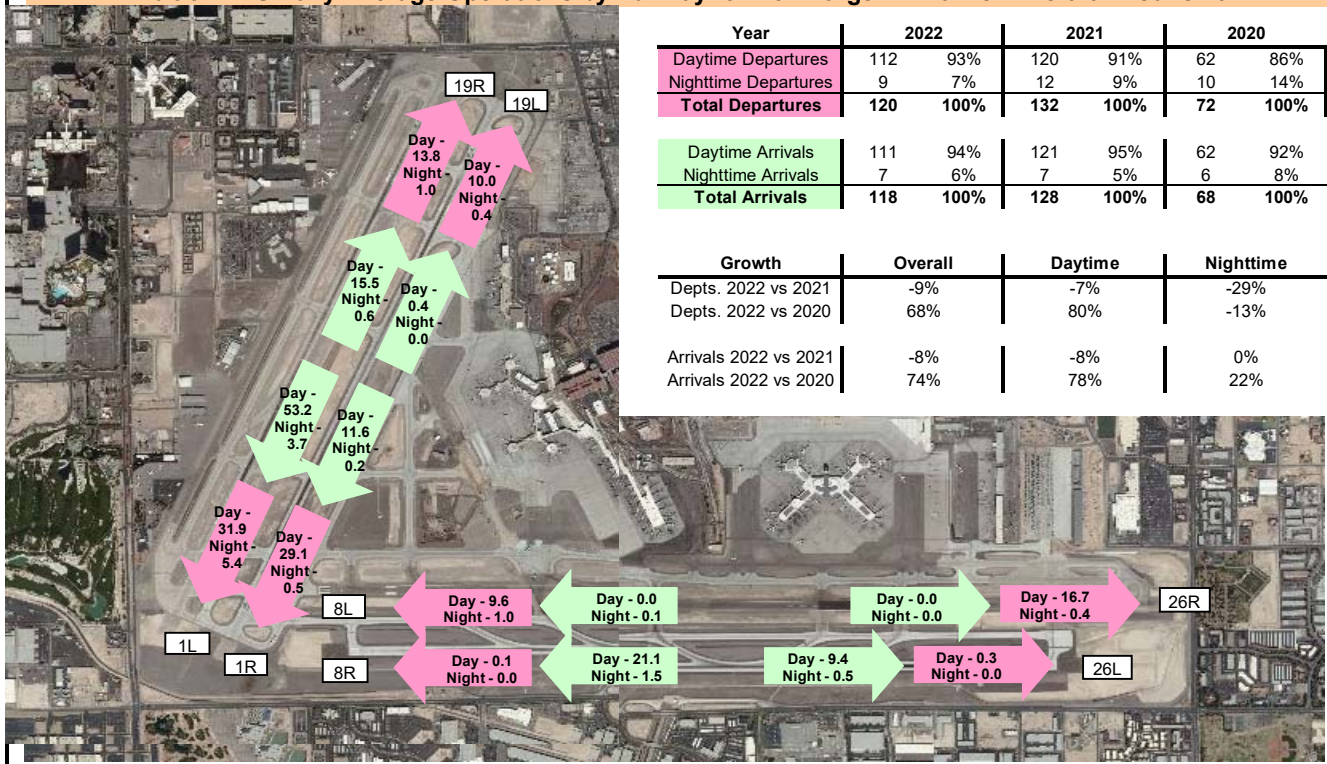 Year 2022 2021 2020
Daytime Departures 112 93% 120 91% 62 86%
Nighttime Departures 9 7% 12 9% 10 14%
Total Departures 120 100% 132 100% 72 100%
Daytime Arrivals 111 94% 121 95% 62 92%
Nighttime Arrivals 7 6% 7 5% 6 8%
Total Arrivals 118 100% 128 100% 68 100%
Growth Overall Daytime Nighttime
Depts. 2022 vs 2021 -9% -7% -29%
Depts. 2022 vs 2020 68% 80% -13%
Arrivals 2022 vs 2021 -8% -8% 0%
Arrivals 2022 vs 2020 74% 78% 22%
19R
19L
Day -
13.8
Night -
1.0
Day -
10.0
Night -
0.4
Day -
15.5
Night -
0.6
Day -
0.4
Night -
0.0
Day -
53.2
Night -
3.7
Day -
11.6
Night -
0.2
Day -
31.9
Night -
5.4
Day -
29.1
Night -
0.5
1L
1R
8L
Day - 9.6
Night - 1.0
Day - 0.0
Night - 0.1
Day - 0.0
Night - 0.0
Day - 16.7
Night - 0.4
26R
8R
Day - 0.1
Night - 0.0
Day - 21.1
Night - 1.5
Day - 9.4
Night - 0.5
Day - 0.3
Night - 0.0
26L